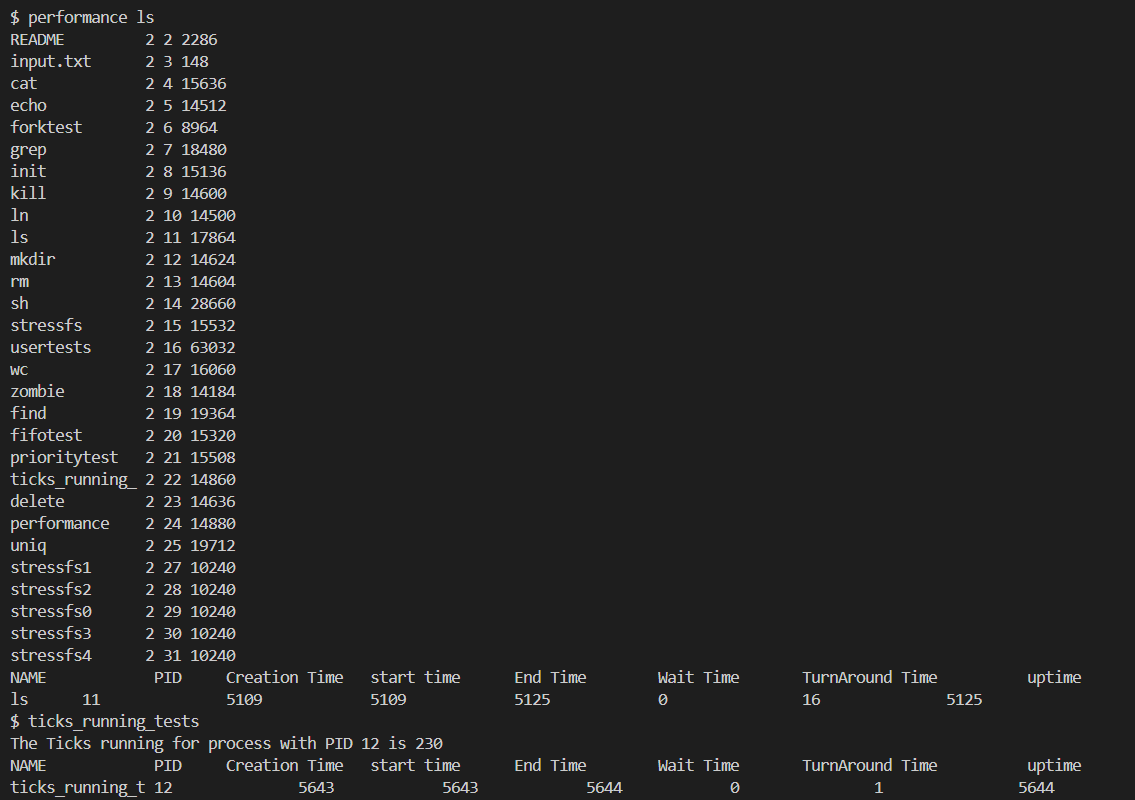 $ performance ls
README         2 2 2286
input.txt      2 3 148
cat            2 4 15636
echo           2 5 14512
forktest       2 6 8964
grep           2 7 18480
init           2 8 15136
kill           2 9 14600
ln             2 10 14500
ls             2 11 17864
mkdir          2 12 14624
rm             2 13 14604
sh             2 14 28660
stressfs       2 15 15532
usertests      2 16 63032
wc             2 17 16060
zombie         2 18 14184
find           2 19 19364
fifotest       2 20 15320
prioritytest   2 21 15508
ticks_running_ 2 22 14860
delete         2 23 14636
performance    2 24 14880
uniq           2 25 19712
stressfs1      2 27 10240
stressfs2      2 28 10240
stressfs0      2 29 10240
stressfs3      2 30 10240
stressfs4      2 31 10240
NAME            PID     Creation Time   start time      End Time        Wait Time       TurnAround Time          uptime
ls      11              5109            5109            5125            0               16              5125
$ ticks_running_tests
The Ticks running for process with PID 12 is 230
NAME            PID     Creation Time   start time      End Time        Wait Time       TurnAround Time          uptime
ticks_running_t 12              5643            5643            5644            0               1               5644